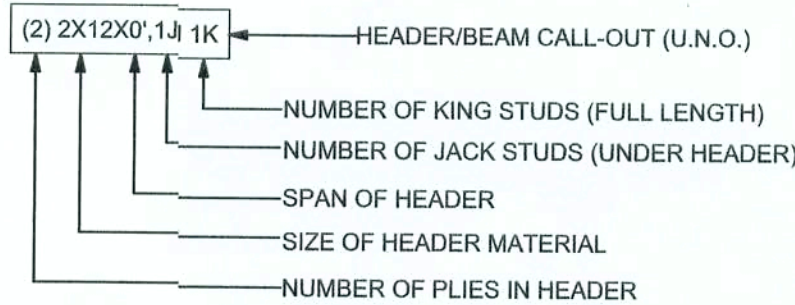 (2) 2X12X0',1J 1K
HEADER/BEAM CALL-OUT (U.N.O.)
NUMBER OF KING STUDS (FULL LENGTH)
NUMBER OF JACK STUDS (UNDER HEADER)
SPAN OF HEADER
SIZE OF HEADER MATERIAL
NUMBER OF PLIES IN HEADER